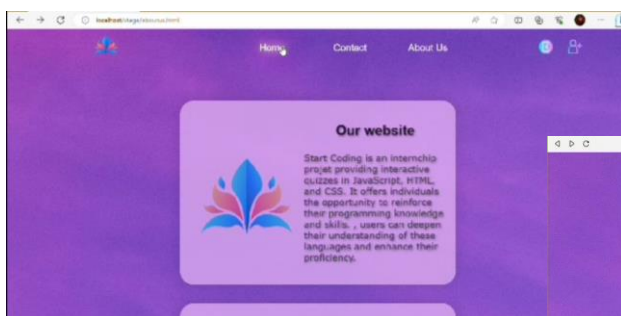 localhost/stage/
Home Contact About Us
Our website
Start Coding is an internchip
projet providing interactive
quizzes in JavaScript, HTML,
and CSS. It offers individuals
the opportunity to reinforce
their programming knowledge
and skills. , users can deepen
their understanding of these
languages and enhance their
proficiency.